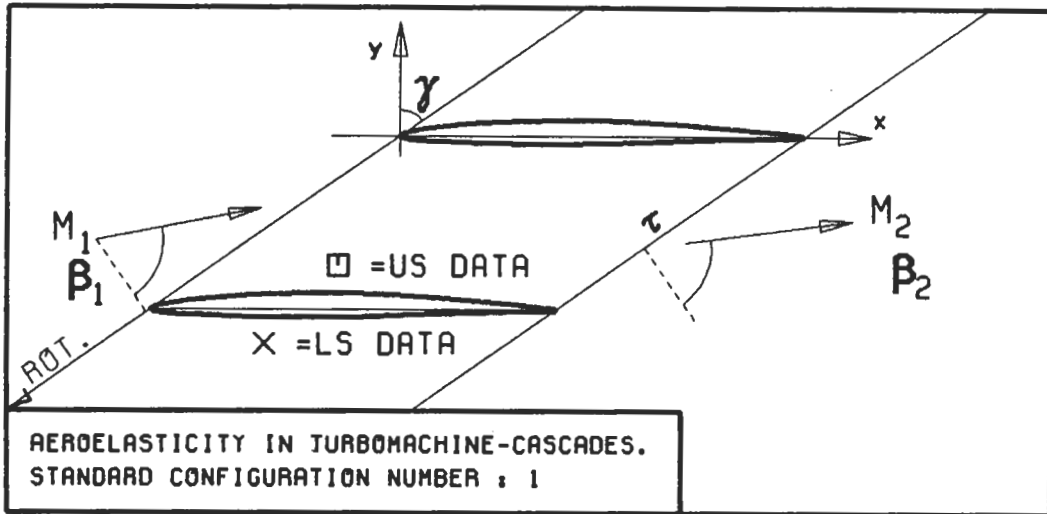 y
γ
x
M₁
β₁
τ
M₂
β₂
=US DATA
× =LS DATA
ROT.
AEROELASTICITY IN TURBOMACHINE-CASCADES.
STANDARD CONFIGURATION NUMBER : 1